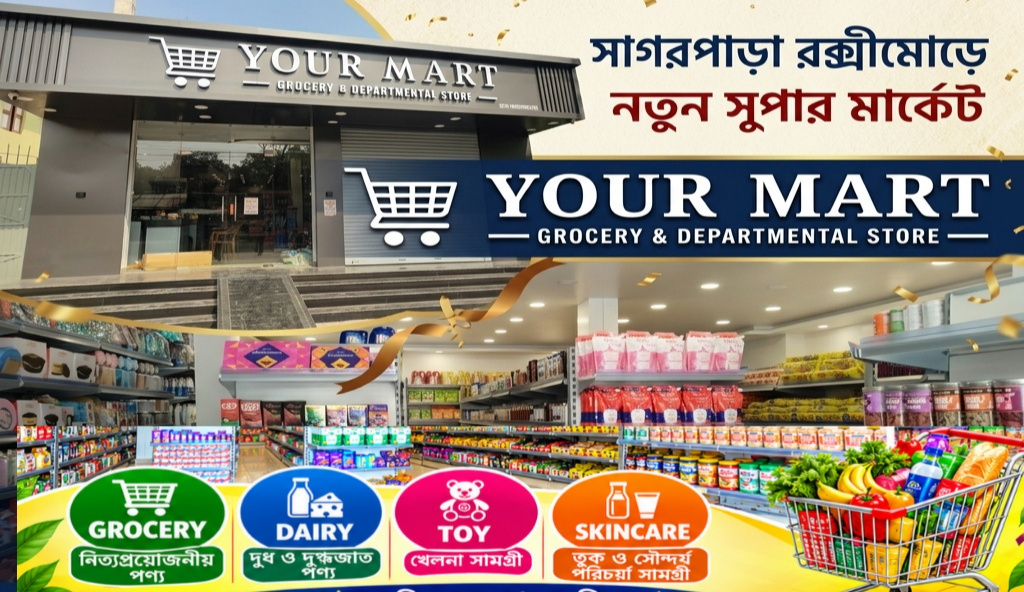 YOUR MART
GROCERY & DEPARTMENTAL STORE
সাগরপাড়া রক্সীমোড়ে
নতুন সুপার মার্কেট
YOUR MART
GROCERY & DEPARTMENTAL STORE
GROCERY
নিত্যপ্রয়োজনীয়
পণ্য
DAIRY
দুধ ও দুগ্ধজাত
পণ্য
TOY
খেলনা সামগ্রী
SKINCARE
ত্বক ও সৌন্দর্য
পরিচর্যা সামগ্রী